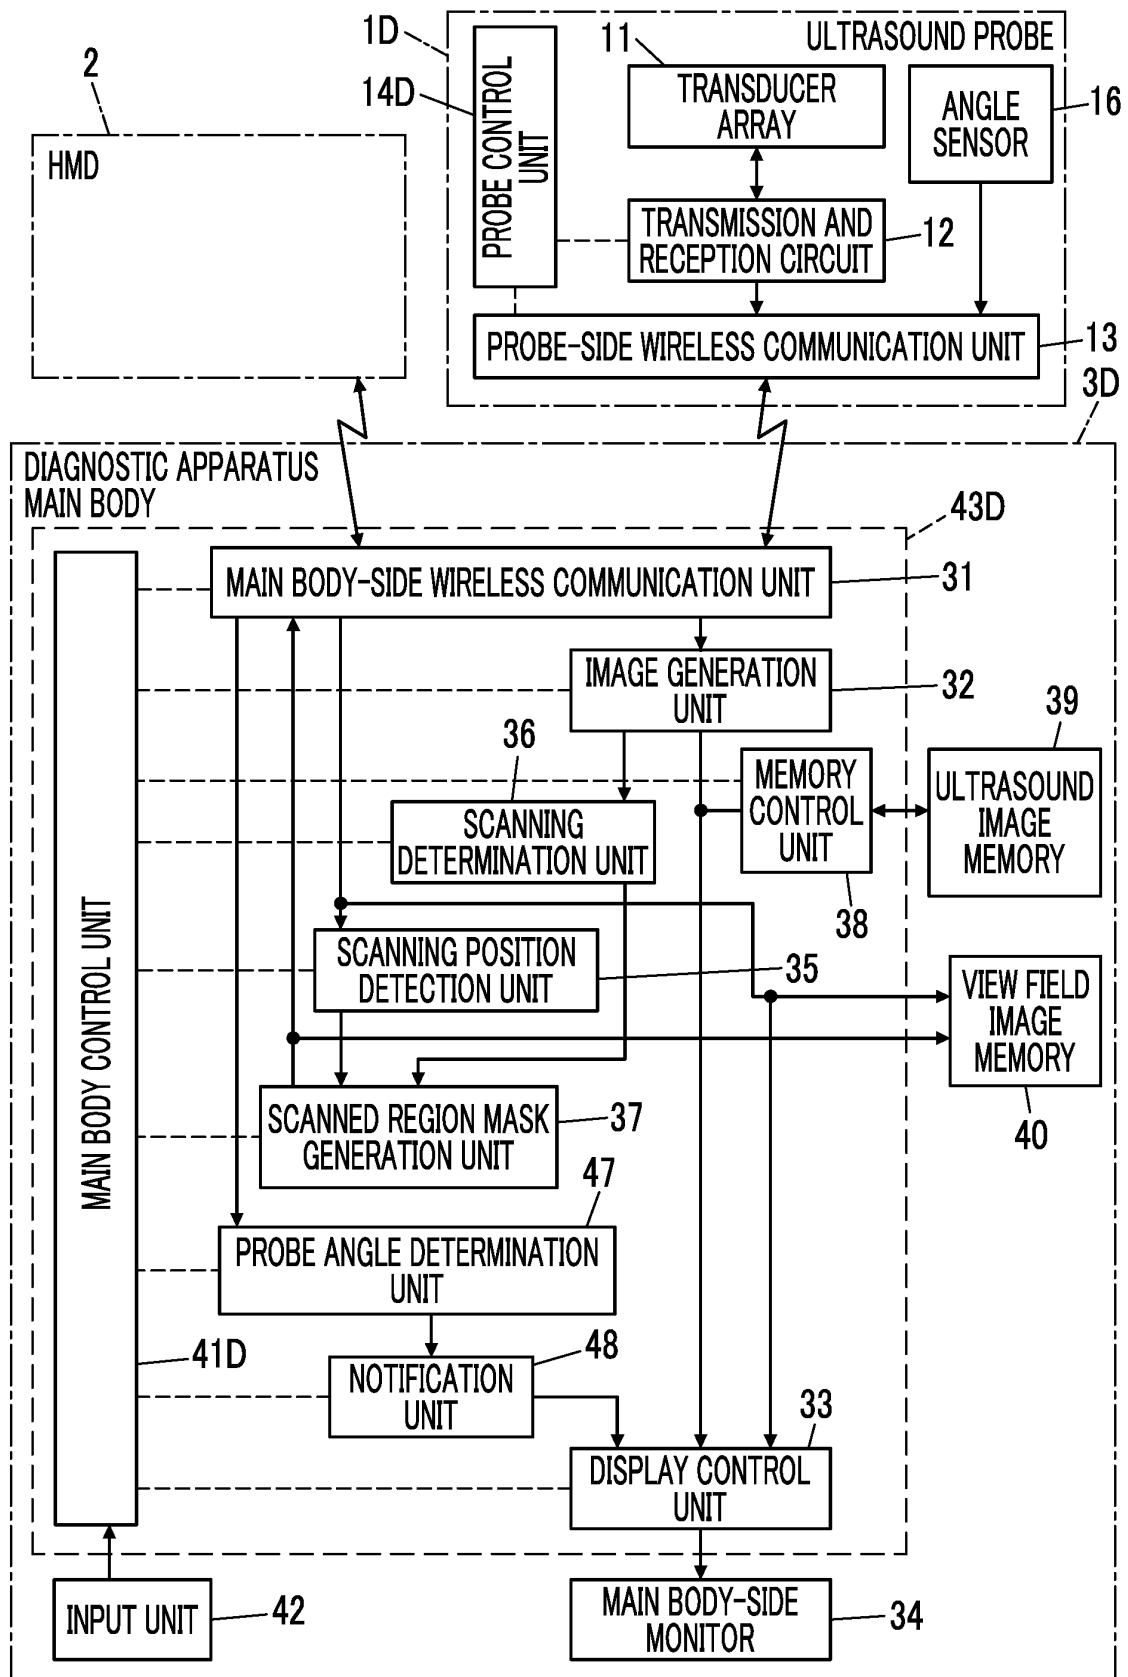 1D
11
ULTRASOUND PROBE
2
14D
PROBE CONTROL
UNIT
TRANSDUCER
ARRAY
ANGLE
SENSOR
16
HMD
TRANSMISSION AND
RECEPTION CIRCUIT
12
PROBE-SIDE WIRELESS COMMUNICATION UNIT
13
3D
DIAGNOSTIC APPARATUS
MAIN BODY
43D
MAIN BODY-SIDE WIRELESS COMMUNICATION UNIT
31
IMAGE GENERATION
UNIT
32
36
39
MEMORY
CONTROL
UNIT
ULTRASOUND
IMAGE
MEMORY
SCANNING
DETERMINATION UNIT
38
MAIN BODY CONTROL UNIT
SCANNING POSITION
DETECTION UNIT
35
VIEW FIELD
IMAGE
MEMORY
40
SCANNED REGION MASK
GENERATION UNIT
37
47
PROBE ANGLE DETERMINATION
UNIT
41D
48
NOTIFICATION
UNIT
33
DISPLAY CONTROL
UNIT
INPUT UNIT
42
MAIN BODY-SIDE
MONITOR
34